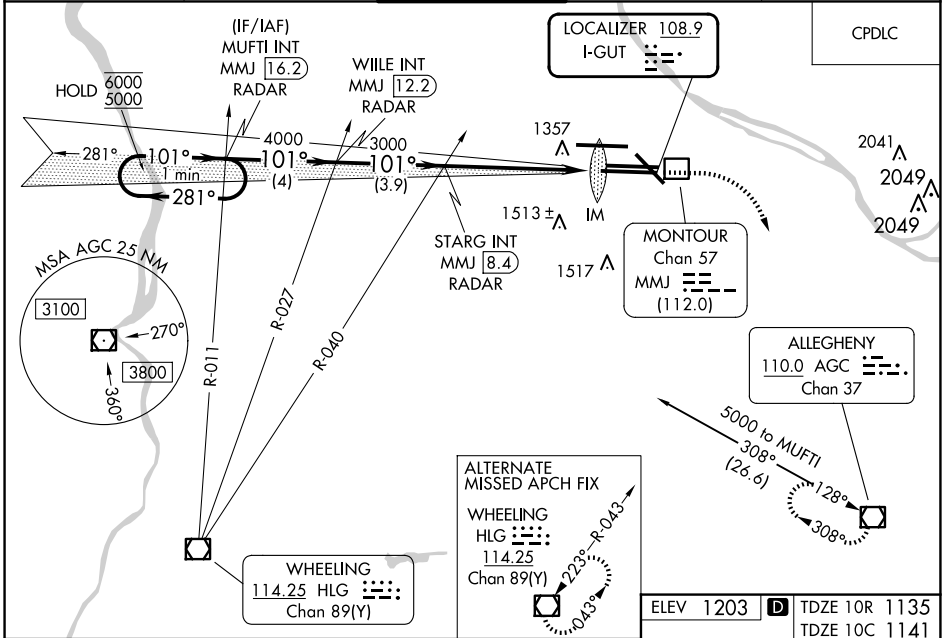 (IF/IAF)
MUFTI INT
MMJ 16.2
RADAR
WIILE INT
MMJ 12.2
RADAR
LOCALIZER 108.9
I-GUT
CPDLC
HOLD 6000
5000
4000
3000
281°
101°
1 min
281°
101°
(4)
101°
(3.9)
1357
IM
1513 ±
1517
2041
2049
2049
STARG INT
MMJ 8.4
RADAR
MONTOUR
Chan 57
MMJ
(112.0)
MSA AGC 25 NM
3100
270°
3800
360°
R-011
R-027
R-040
ALLEGHENY
110.0 AGC
Chan 37
5000 to MUFTI
308°
(26.6)
128°
308°
ALTERNATE
MISSED APCH FIX
WHEELING
HLG
114.25
Chan 89(Y)
R-043
223°
043°
WHEELING
114.25 HLG
Chan 89(Y)
ELEV 1203 D TDZE 10R 1135
TDZE 10C 1141